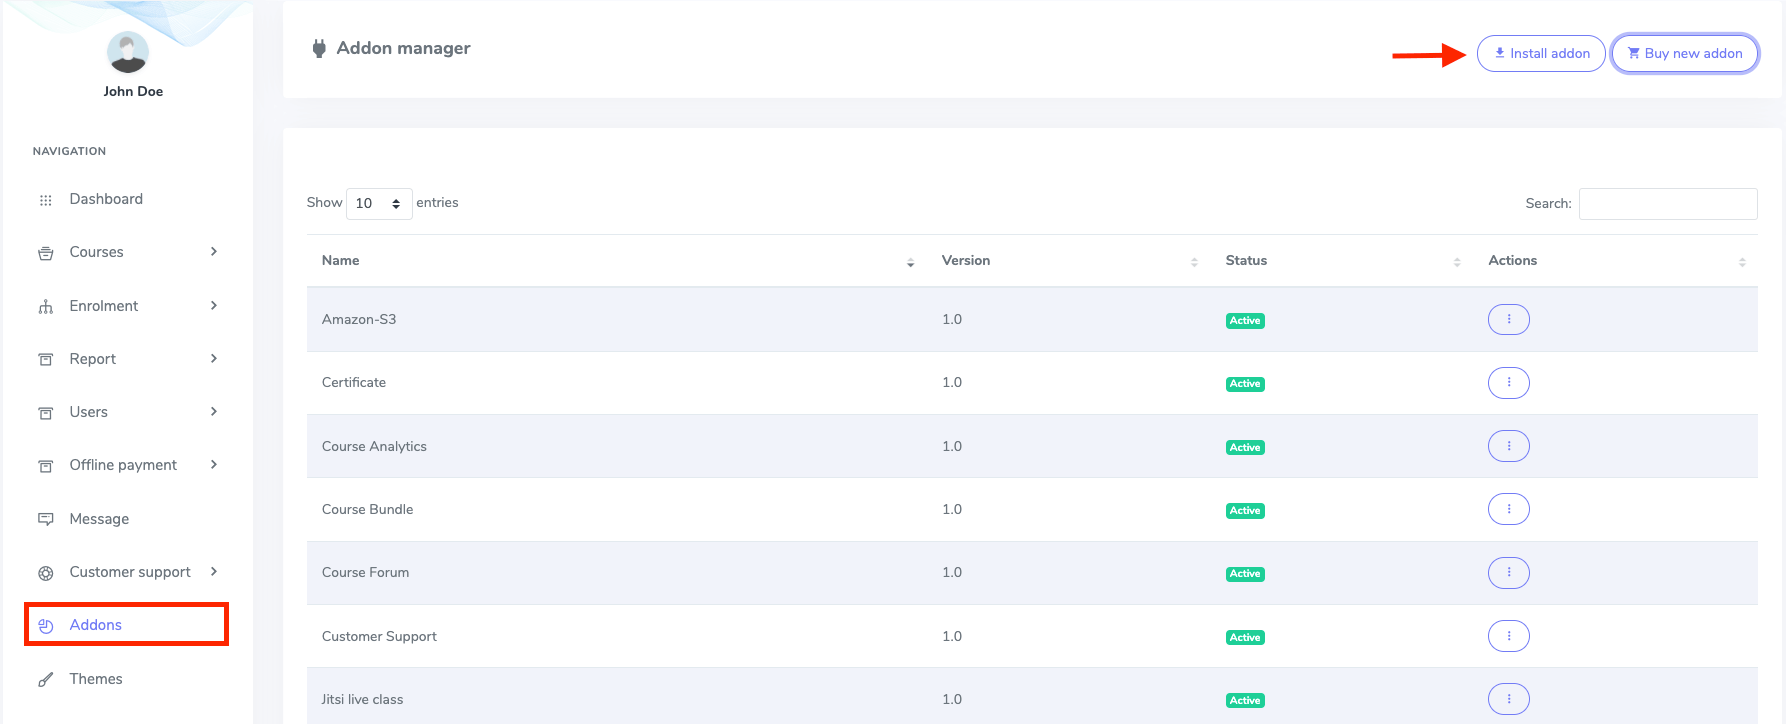 John Doe
NAVIGATION
Dashboard
Courses
Enrolment
Report
Users
Offline payment
Message
Customer support
Addons
Themes
Addon manager
Install addon
Buy new addon
Show 10 entries
Search:
Name Version Status Actions
Amazon-S3 1.0 Active
Certificate 1.0 Active
Course Analytics 1.0 Active
Course Bundle 1.0 Active
Course Forum 1.0 Active
Customer Support 1.0 Active
Jitsi live class 1.0 Active